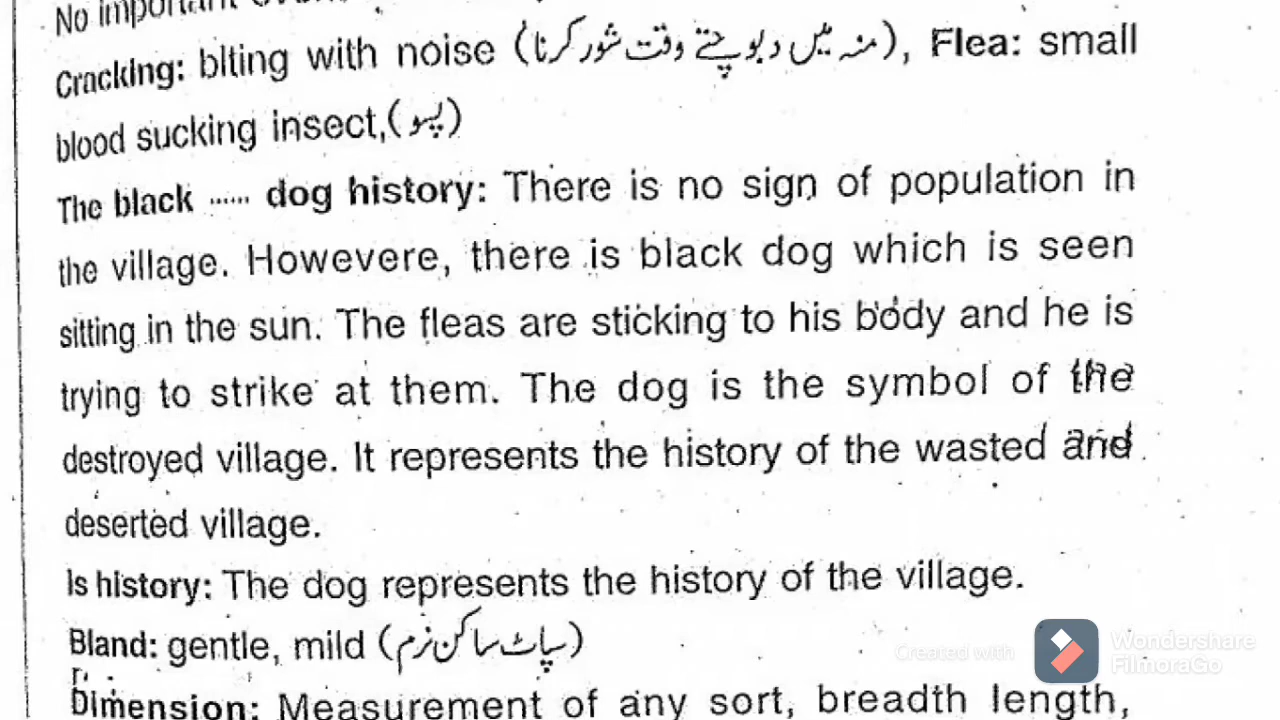 No important
Cracking: biting with noise (منہ میں دبوچتے وقت شور کرنا), Flea: small
blood sucking insect,(پسو)
The black ...... dog history: There is no sign of population in
the village. Howevere, there is black dog which is seen
sitting in the sun. The fleas are sticking to his body and he is
trying to strike at them. The dog is the symbol of the
destroyed village. It represents the history of the wasted and
deserted village.
Is history: The dog represents the history of the village.
Bland: gentle, mild (سپاٹ ساکن نرم)
Dimension: Measurement of any sort, breadth length,
Created with
Wondershare
FilmoraGo